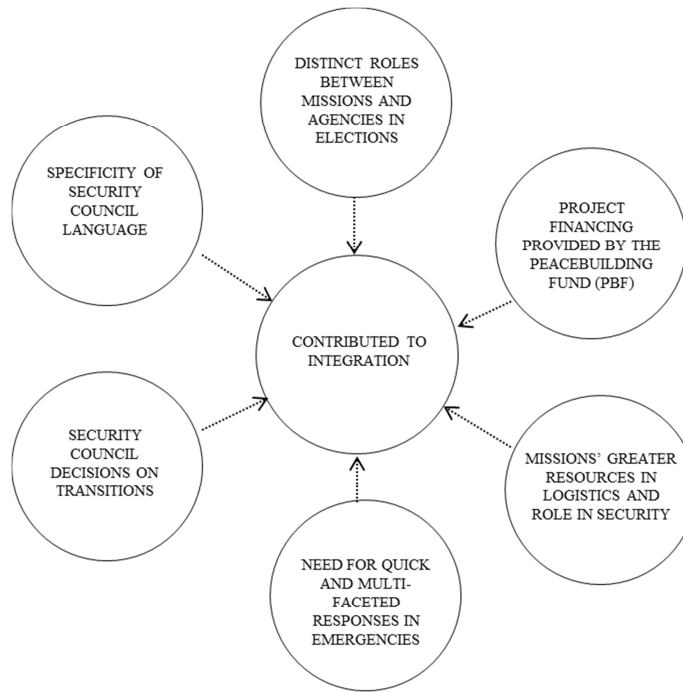 DISTINCT ROLES
BETWEEN
MISSIONS AND
AGENCIES IN
ELECTIONS
SPECIFICITY OF
SECURITY
COUNCIL
LANGUAGE
PROJECT
FINANCING
PROVIDED BY THE
PEACEBUILDING
FUND (PBF)
CONTRIBUTED TO
INTEGRATION
SECURITY
COUNCIL
DECISIONS ON
TRANSITIONS
MISSIONS' GREATER
RESOURCES IN
LOGISTICS AND
ROLE IN SECURITY
NEED FOR QUICK
AND MULTI-
FACETED
RESPONSES IN
EMERGENCIES